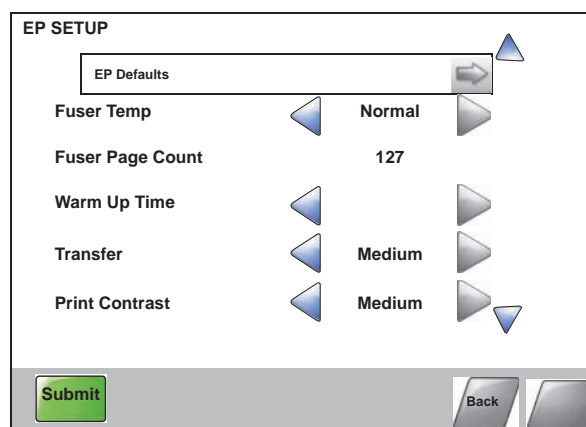 EP SETUP
EP Defaults
Fuser Temp Normal
Fuser Page Count 127
Warm Up Time
Transfer Medium
Print Contrast Medium
Submit Back